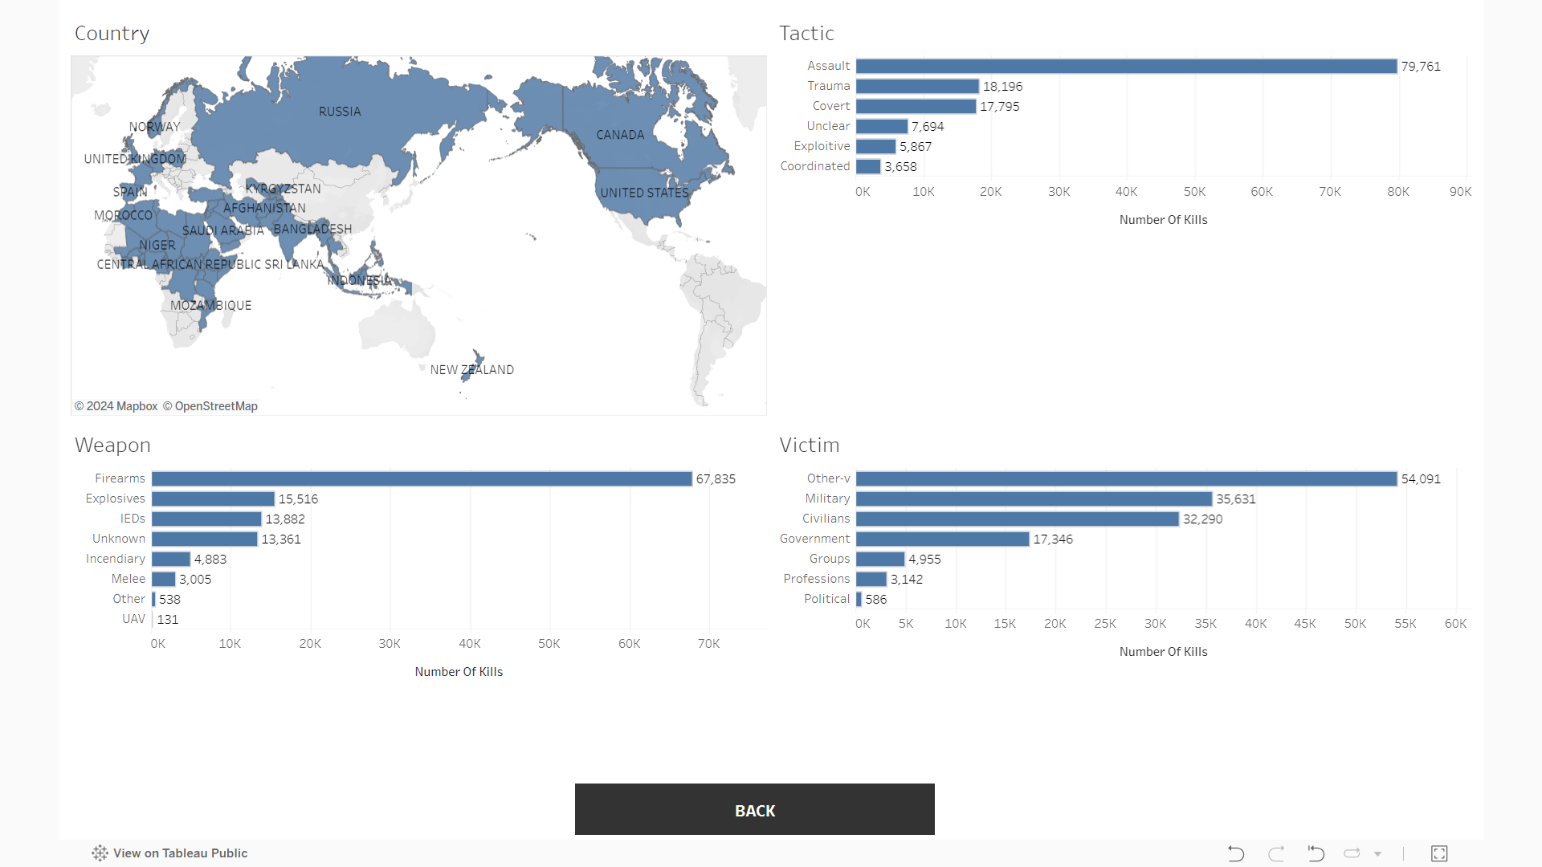 Country
RUSSIA
NORWAY
CANADA
UNITED KINGDOM
SPAIN
KYRGYZSTAN
UNITED STATES
AFGHANISTAN
MOROCCO
SAUDI ARABIA
BANGLADESH
NIGER
CENTRAL AFRICAN REPUBLIC
SRI LANKA
INDONESIA
MOZAMBIQUE
NEW ZEALAND
© 2024 Mapbox © OpenStreetMap
Tactic
Assault 79,761
Trauma 18,196
Covert 17,795
Unclear 7,694
Exploitive 5,867
Coordinated 3,658
0K 10K 20K 30K 40K 50K 60K 70K 80K 90K
Number Of Kills
Weapon
Firearms 67,835
Explosives 15,516
IEDs 13,882
Unknown 13,361
Incendiary 4,883
Melee 3,005
Other 538
UAV 131
0K 10K 20K 30K 40K 50K 60K 70K
Number Of Kills
Victim
Other-v 54,091
Military 35,631
Civilians 32,290
Government 17,346
Groups 4,955
Professions 3,142
Political 586
0K 5K 10K 15K 20K 25K 30K 35K 40K 45K 50K 55K 60K
Number Of Kills
BACK
View on Tableau Public